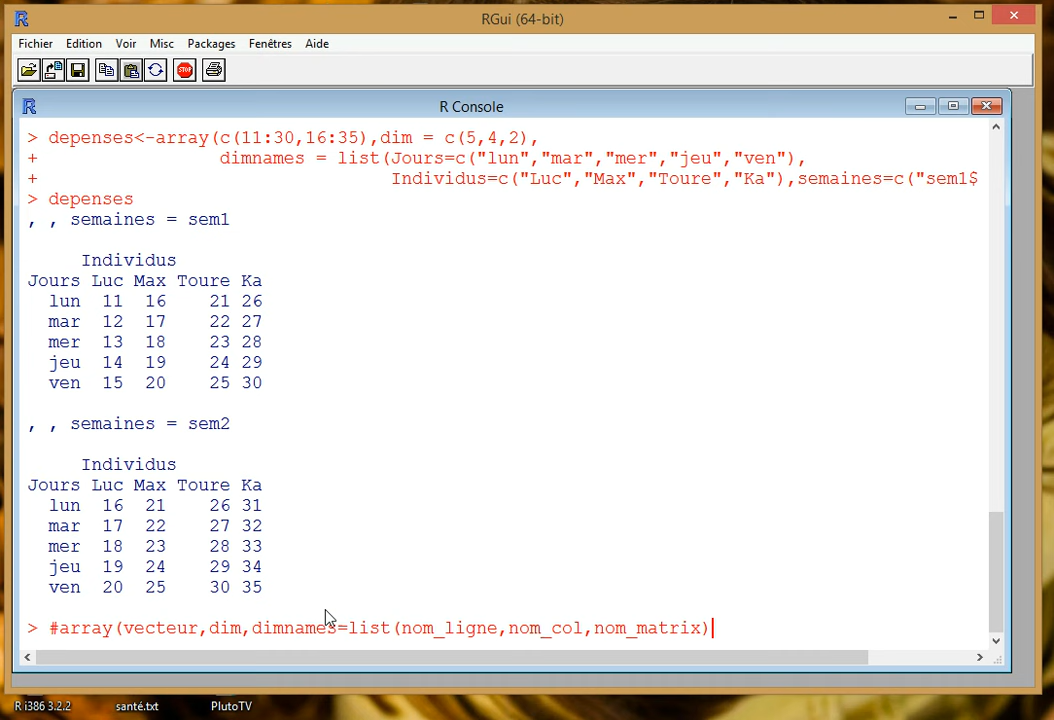 RGui (64-bit)
Fichier Edition Voir Misc Packages Fenêtres Aide
STOP
R Console
> depenses<-array(c(11:30,16:35),dim = c(5,4,2),
+ dimnames = list(Jours=c("lun","mar","mer","jeu","ven"),
+ Individus=c("Luc","Max","Toure","Ka"),semaines=c("sem1$
> depenses
, , semaines = sem1
Individus
Jours Luc Max Toure Ka
lun 11 16 21 26
mar 12 17 22 27
mer 13 18 23 28
jeu 14 19 24 29
ven 15 20 25 30
, , semaines = sem2
Individus
Jours Luc Max Toure Ka
lun 16 21 26 31
mar 17 22 27 32
mer 18 23 28 33
jeu 19 24 29 34
ven 20 25 30 35
> #array(vecteur,dim,dimnames=list(nom_ligne,nom_col,nom_matrix)
R i386 3.2.2 santé.txt PlutoTV